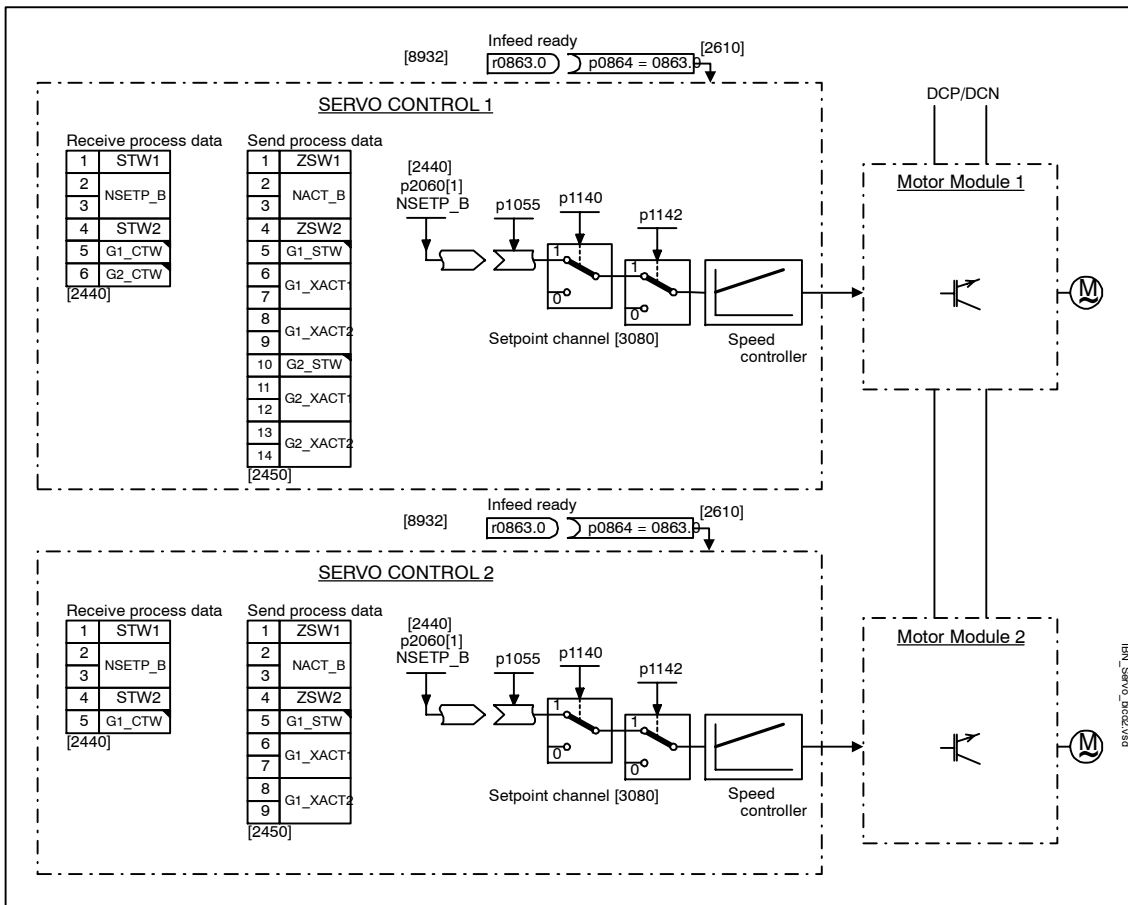 Infeed ready
[8932] r0863.0 p0864 = 0863.0 [2610]
SERVO CONTROL 1
Receive process data
1 STW1
2
3 NSETP_B
4 STW2
5 G1_CTW
6 G2_CTW
[2440]
Send process data
1 ZSW1
2
3 NACT_B
4 ZSW2
5 G1_STW
6
7 G1_XACT1
8
9 G1_XACT2
10 G2_STW
11
12 G2_XACT1
13
14 G2_XACT2
[2450]
[2440]
p2060[1]
NSETP_B
p1055
p1140
p1142
1
0
1
0
Setpoint channel [3080]
Speed
controller
DCP/DCN
Motor Module 1
M
Infeed ready
[8932] r0863.0 p0864 = 0863.0 [2610]
SERVO CONTROL 2
Receive process data
1 STW1
2
3 NSETP_B
4 STW2
5 G1_CTW
[2440]
Send process data
1 ZSW1
2
3 NACT_B
4 ZSW2
5 G1_STW
6
7 G1_XACT1
8
9 G1_XACT2
[2450]
[2440]
p2060[1]
NSETP_B
p1055
p1140
p1142
1
0
1
0
Setpoint channel [3080]
Speed
controller
Motor Module 2
M
IBN_Servo_bico2.vsd